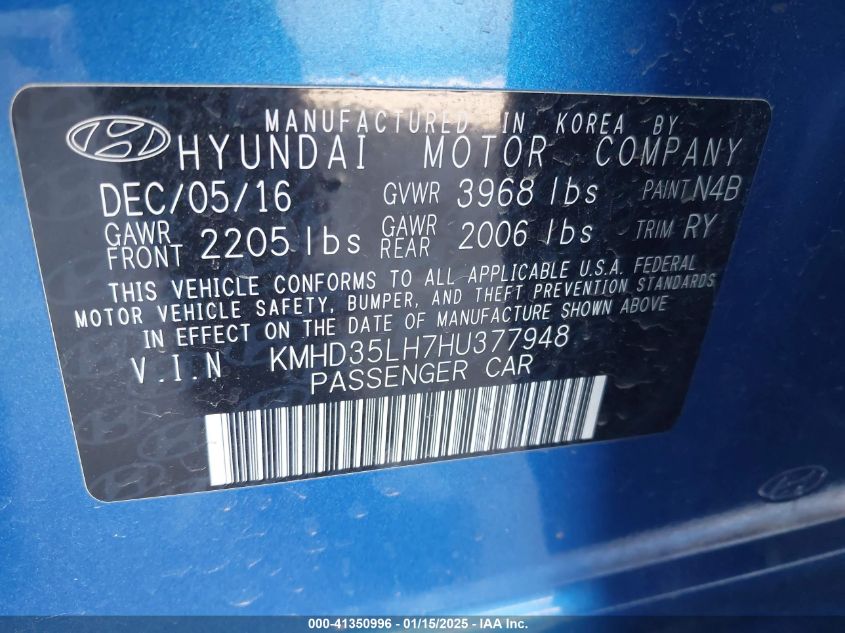 MANUFACTURED IN KOREA BY
HYUNDAI MOTOR COMPANY
DEC/05/16 GVWR 3968 lbs PAINT N4B
GAWR FRONT 2205 lbs GAWR REAR 2006 lbs TRIM RY
THIS VEHICLE CONFORMS TO ALL APPLICABLE U.S.A. FEDERAL
MOTOR VEHICLE SAFETY, BUMPER, AND THEFT PREVENTION STANDARDS
IN EFFECT ON THE DATE OF MANUFACTURE SHOWN ABOVE
V.I.N KMHD35LH7HU377948
PASSENGER CAR
000-41350996 - 01/15/2025 - IAA Inc.